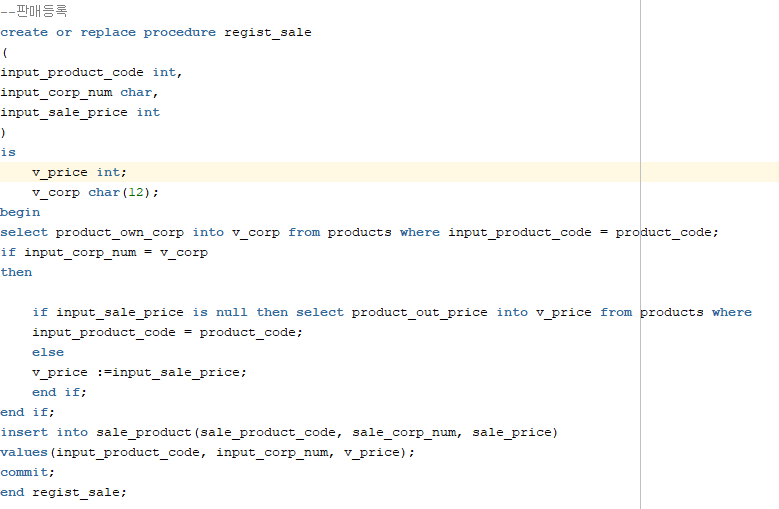 --판매등록
create or replace procedure regist_sale
(
input_product_code int,
input_corp_num char,
input_sale_price int
)
is
    v_price int;
    v_corp char(12);
begin
select product_own_corp into v_corp from products where input_product_code = product_code;
if input_corp_num = v_corp
then
    if input_sale_price is null then select product_out_price into v_price from products where
    input_product_code = product_code;
    else
    v_price :=input_sale_price;
    end if;
end if;
insert into sale_product(sale_product_code, sale_corp_num, sale_price)
values(input_product_code, input_corp_num, v_price);
commit;
end regist_sale;